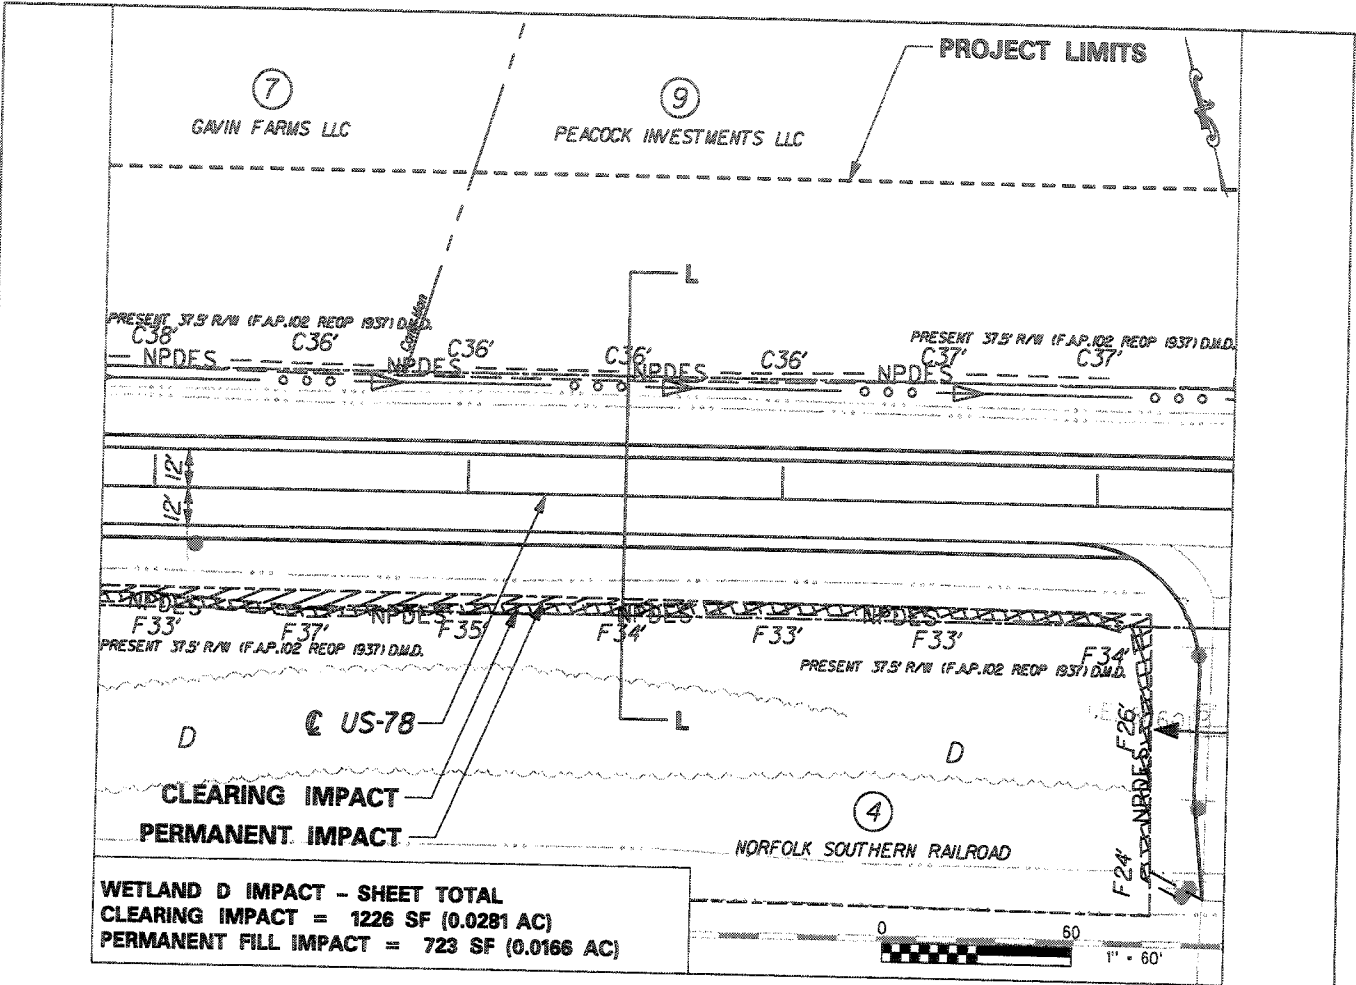 PROJECT LIMITS
7
GAVIN FARMS LLC
9
PEACOCK INVESTMENTS LLC
L
PRESENT 37.5' R/W (F.A.P.102 REOP 1937) D.M.D.
PRESENT 37.5' R/W (F.A.P.102 REOP 1937) D.M.D.
C38' C36' C36' C36' C36' C37' C37'
NPDES NPDES NPDES NPDES
12'
12'
NPDES NPDES NPDES NPDES
F33' F37' F35' F34' F33' F33' F34'
PRESENT 37.5' R/W (F.A.P.102 REOP 1937) D.M.D.
PRESENT 37.5' R/W (F.A.P.102 REOP 1937) D.M.D.
℄ US-78
L
D
D
F26'
NPDES
F24'
CLEARING IMPACT
PERMANENT IMPACT
4
NORFOLK SOUTHERN RAILROAD
WETLAND D IMPACT - SHEET TOTAL
CLEARING IMPACT = 1226 SF (0.0281 AC)
PERMANENT FILL IMPACT = 723 SF (0.0166 AC)
0 60
1" = 60'